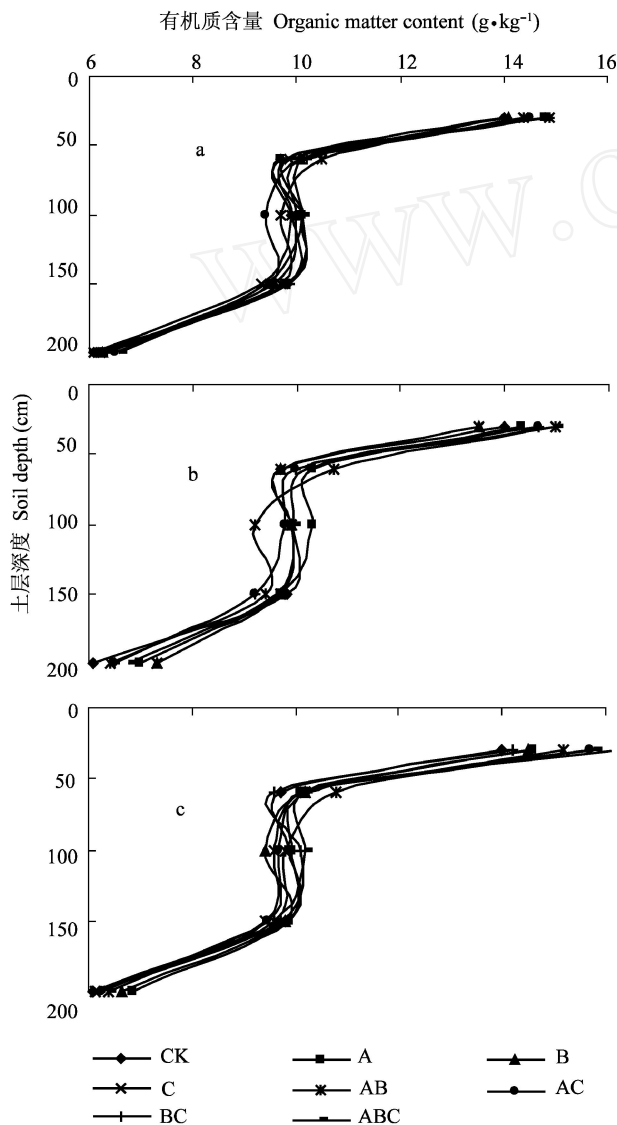 有机质含量 Organic matter content (g•kg⁻¹)
6 8 10 12 14 16
0
50
100
150
200
a
土层深度 Soil depth (cm)
0
50
100
150
200
b
0
50
100
150
200
c
CK A B
C AB AC
BC ABC